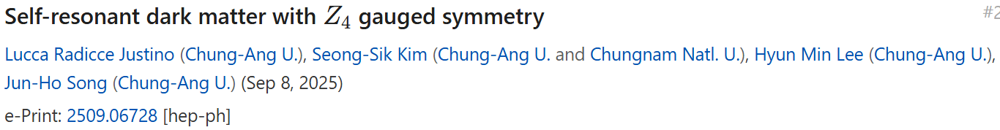 Self-resonant dark matter with Z₄ gauged symmetry
Lucca Radicce Justino (Chung-Ang U.), Seong-Sik Kim (Chung-Ang U. and Chungnam Natl. U.), Hyun Min Lee (Chung-Ang U.),
Jun-Ho Song (Chung-Ang U.) (Sep 8, 2025)
e-Print: 2509.06728 [hep-ph]